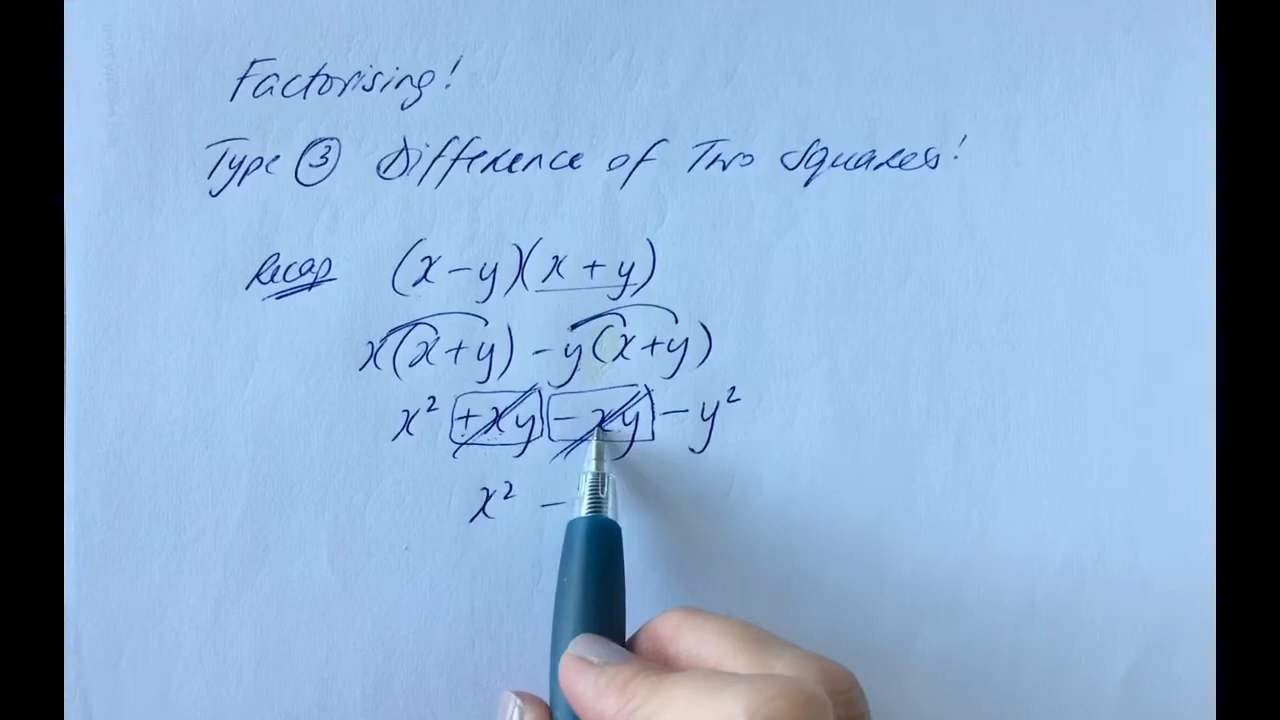 Factorising!
Type ③ Difference of Two Squares!
Recap (x-y)(x+y)
x(x+y) -y(x+y)
x² +xy -xy -y²
x² -